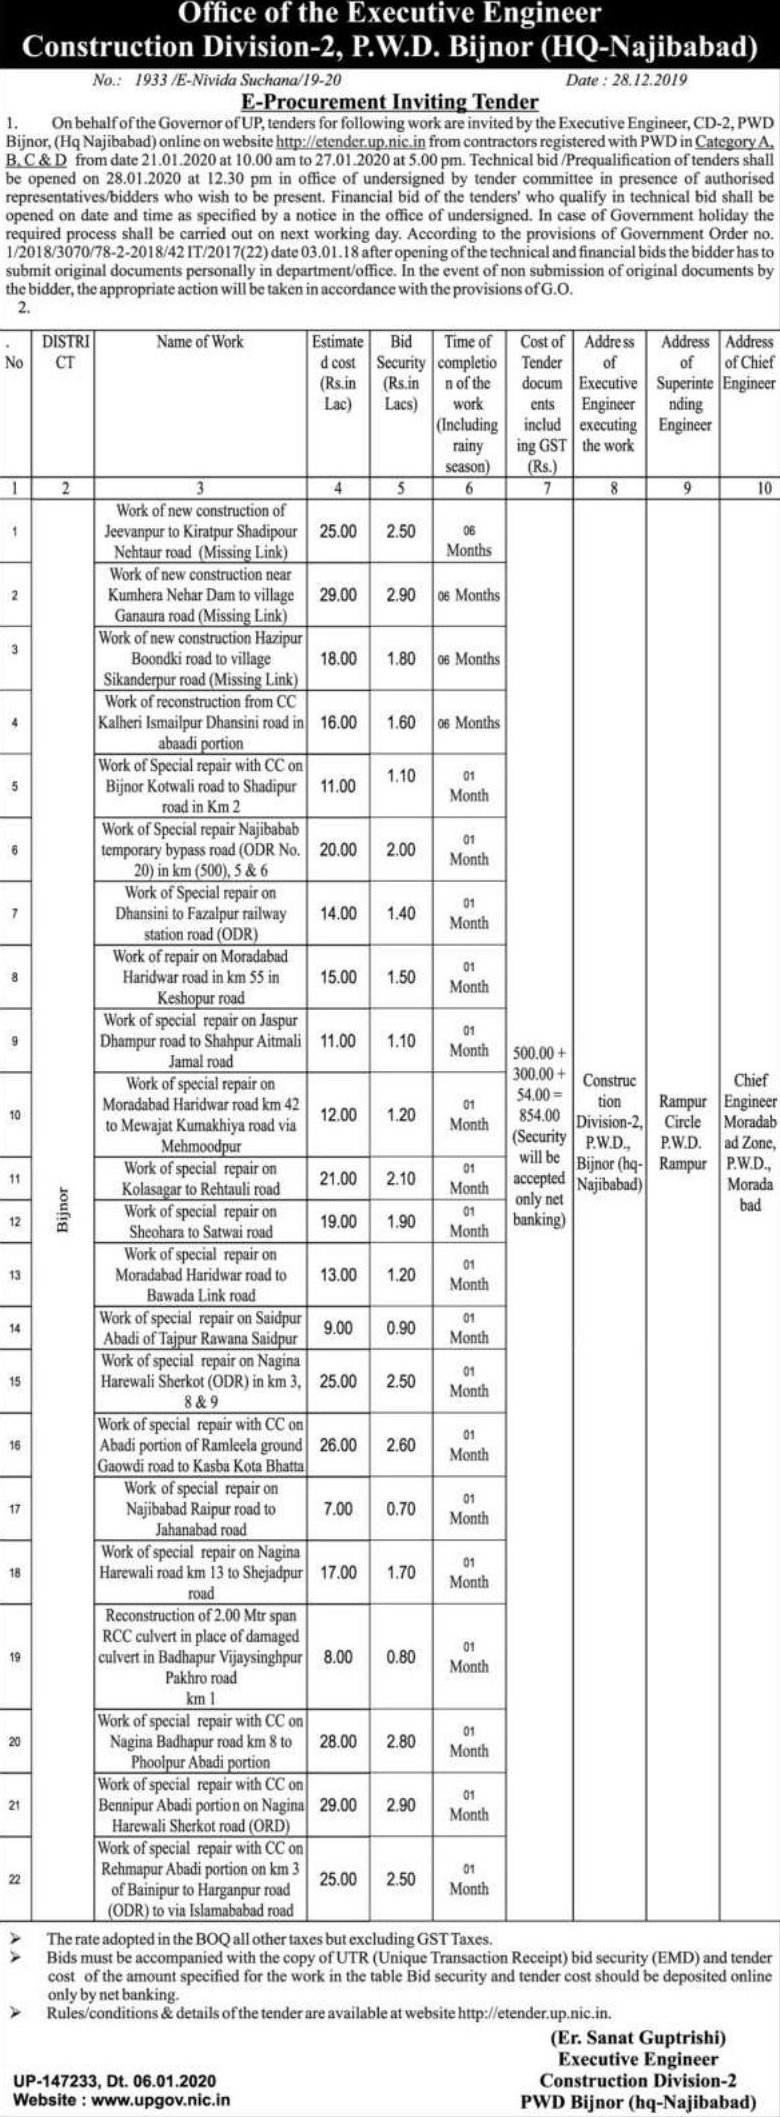 Office of the Executive Engineer
Construction Division-2, P.W.D. Bijnor (HQ-Najibabad)
No.: 1933 /E-Nivida Suchana/19-20 Date : 28.12.2019
E-Procurement Inviting Tender
1. On behalf of the Governor of UP, tenders for following work are invited by the Executive Engineer, CD-2, PWD
Bijnor, (Hq Najibabad) online on website http://etender.up.nic.in from contractors registered with PWD in Category A,
B, C & D from date 21.01.2020 at 10.00 am to 27.01.2020 at 5.00 pm. Technical bid /Prequalification of tenders shall
be opened on 28.01.2020 at 12.30 pm in office of undersigned by tender committee in presence of authorised
representatives/bidders who wish to be present. Financial bid of the tenders' who qualify in technical bid shall be
opened on date and time as specified by a notice in the office of undersigned. In case of Government holiday the
required process shall be carried out on next working day. According to the provisions of Government Order no.
1/2018/3070/78-2-2018/42 IT/2017(22) date 03.01.18 after opening of the technical and financial bids the bidder has to
submit original documents personally in department/office. In the event of non submission of original documents by
the bidder, the appropriate action will be taken in accordance with the provisions of G.O.
2.
. No DISTRI CT Name of Work Estimate d cost (Rs.in Lac) Bid Security (Rs.in Lacs) Time of completio n of the work (Including rainy season) Cost of Tender docum ents includ ing GST (Rs.) Address of Executive Engineer executing the work Address of Superinte nding Engineer Address of Chief Engineer
1 2 3 4 5 6 7 8 9 10
1 Work of new construction of Jeevanpur to Kiratpur Shadipour Nehtaur road (Missing Link) 25.00 2.50 06 Months
2 Work of new construction near Kumhera Nehar Dam to village Ganaura road (Missing Link) 29.00 2.90 06 Months
3 Work of new construction Hazipur Boondki road to village Sikanderpur road (Missing Link) 18.00 1.80 06 Months
4 Work of reconstruction from CC Kalheri Ismailpur Dhansini road in abaadi portion 16.00 1.60 06 Months
5 Work of Special repair with CC on Bijnor Kotwali road to Shadipur road in Km 2 11.00 1.10 01 Month
6 Work of Special repair Najibabab temporary bypass road (ODR No. 20) in km (500), 5 & 6 20.00 2.00 01 Month
7 Work of Special repair on Dhansini to Fazalpur railway station road (ODR) 14.00 1.40 01 Month
8 Work of repair on Moradabad Haridwar road in km 55 in Keshopur road 15.00 1.50 01 Month
9 Work of special repair on Jaspur Dhampur road to Shahpur Aitmali Jamal road 11.00 1.10 01 Month
10 Work of special repair on Moradabad Haridwar road km 42 to Mewajat Kumakhiya road via Mehmoodpur 12.00 1.20 01 Month
11 Work of special repair on Kolasagar to Rehtauli road 21.00 2.10 01 Month
12 Work of special repair on Sheohara to Satwai road 19.00 1.90 01 Month
13 Work of special repair on Moradabad Haridwar road to Bawada Link road 13.00 1.20 01 Month
14 Work of special repair on Saidpur Abadi of Tajpur Rawana Saidpur 9.00 0.90 01 Month
15 Work of special repair on Nagina Harewali Sherkot (ODR) in km 3, 8 & 9 25.00 2.50 01 Month
16 Work of special repair with CC on Abadi portion of Ramleela ground Gaowdi road to Kasba Kota Bhatta 26.00 2.60 01 Month
17 Work of special repair on Najibabad Raipur road to Jahanabad road 7.00 0.70 01 Month
18 Work of special repair on Nagina Harewali road km 13 to Shejadpur road 17.00 1.70 01 Month
19 Reconstruction of 2.00 Mtr span RCC culvert in place of damaged culvert in Badhapur Vijaysinghpur Pakhro road km 1 8.00 0.80 01 Month
20 Work of special repair with CC on Nagina Badhapur road km 8 to Phoolpur Abadi portion 28.00 2.80 01 Month
21 Work of special repair with CC on Bennipur Abadi portion on Nagina Harewali Sherkot road (ORD) 29.00 2.90 01 Month
22 Work of special repair with CC on Rehmapur Abadi portion on km 3 of Bainipur to Harganpur road (ODR) to via Islamababad road 25.00 2.50 01 Month
Bijnor
500.00 + 300.00 + 54.00 = 854.00 (Security will be accepted only net banking)
Construc tion Division-2, P.W.D., Bijnor (hq-Najibabad)
Rampur Circle P.W.D. Rampur
Chief Engineer Moradab ad Zone, P.W.D., Morada bad
➢ The rate adopted in the BOQ all other taxes but excluding GST Taxes.
➢ Bids must be accompanied with the copy of UTR (Unique Transaction Receipt) bid security (EMD) and tender
cost of the amount specified for the work in the table Bid security and tender cost should be deposited online
only by net banking.
➢ Rules/conditions & details of the tender are available at website http://etender.up.nic.in.
(Er. Sanat Guptrishi)
Executive Engineer
UP-147233, Dt. 06.01.2020 Construction Division-2
Website : www.upgov.nic.in PWD Bijnor (hq-Najibabad)